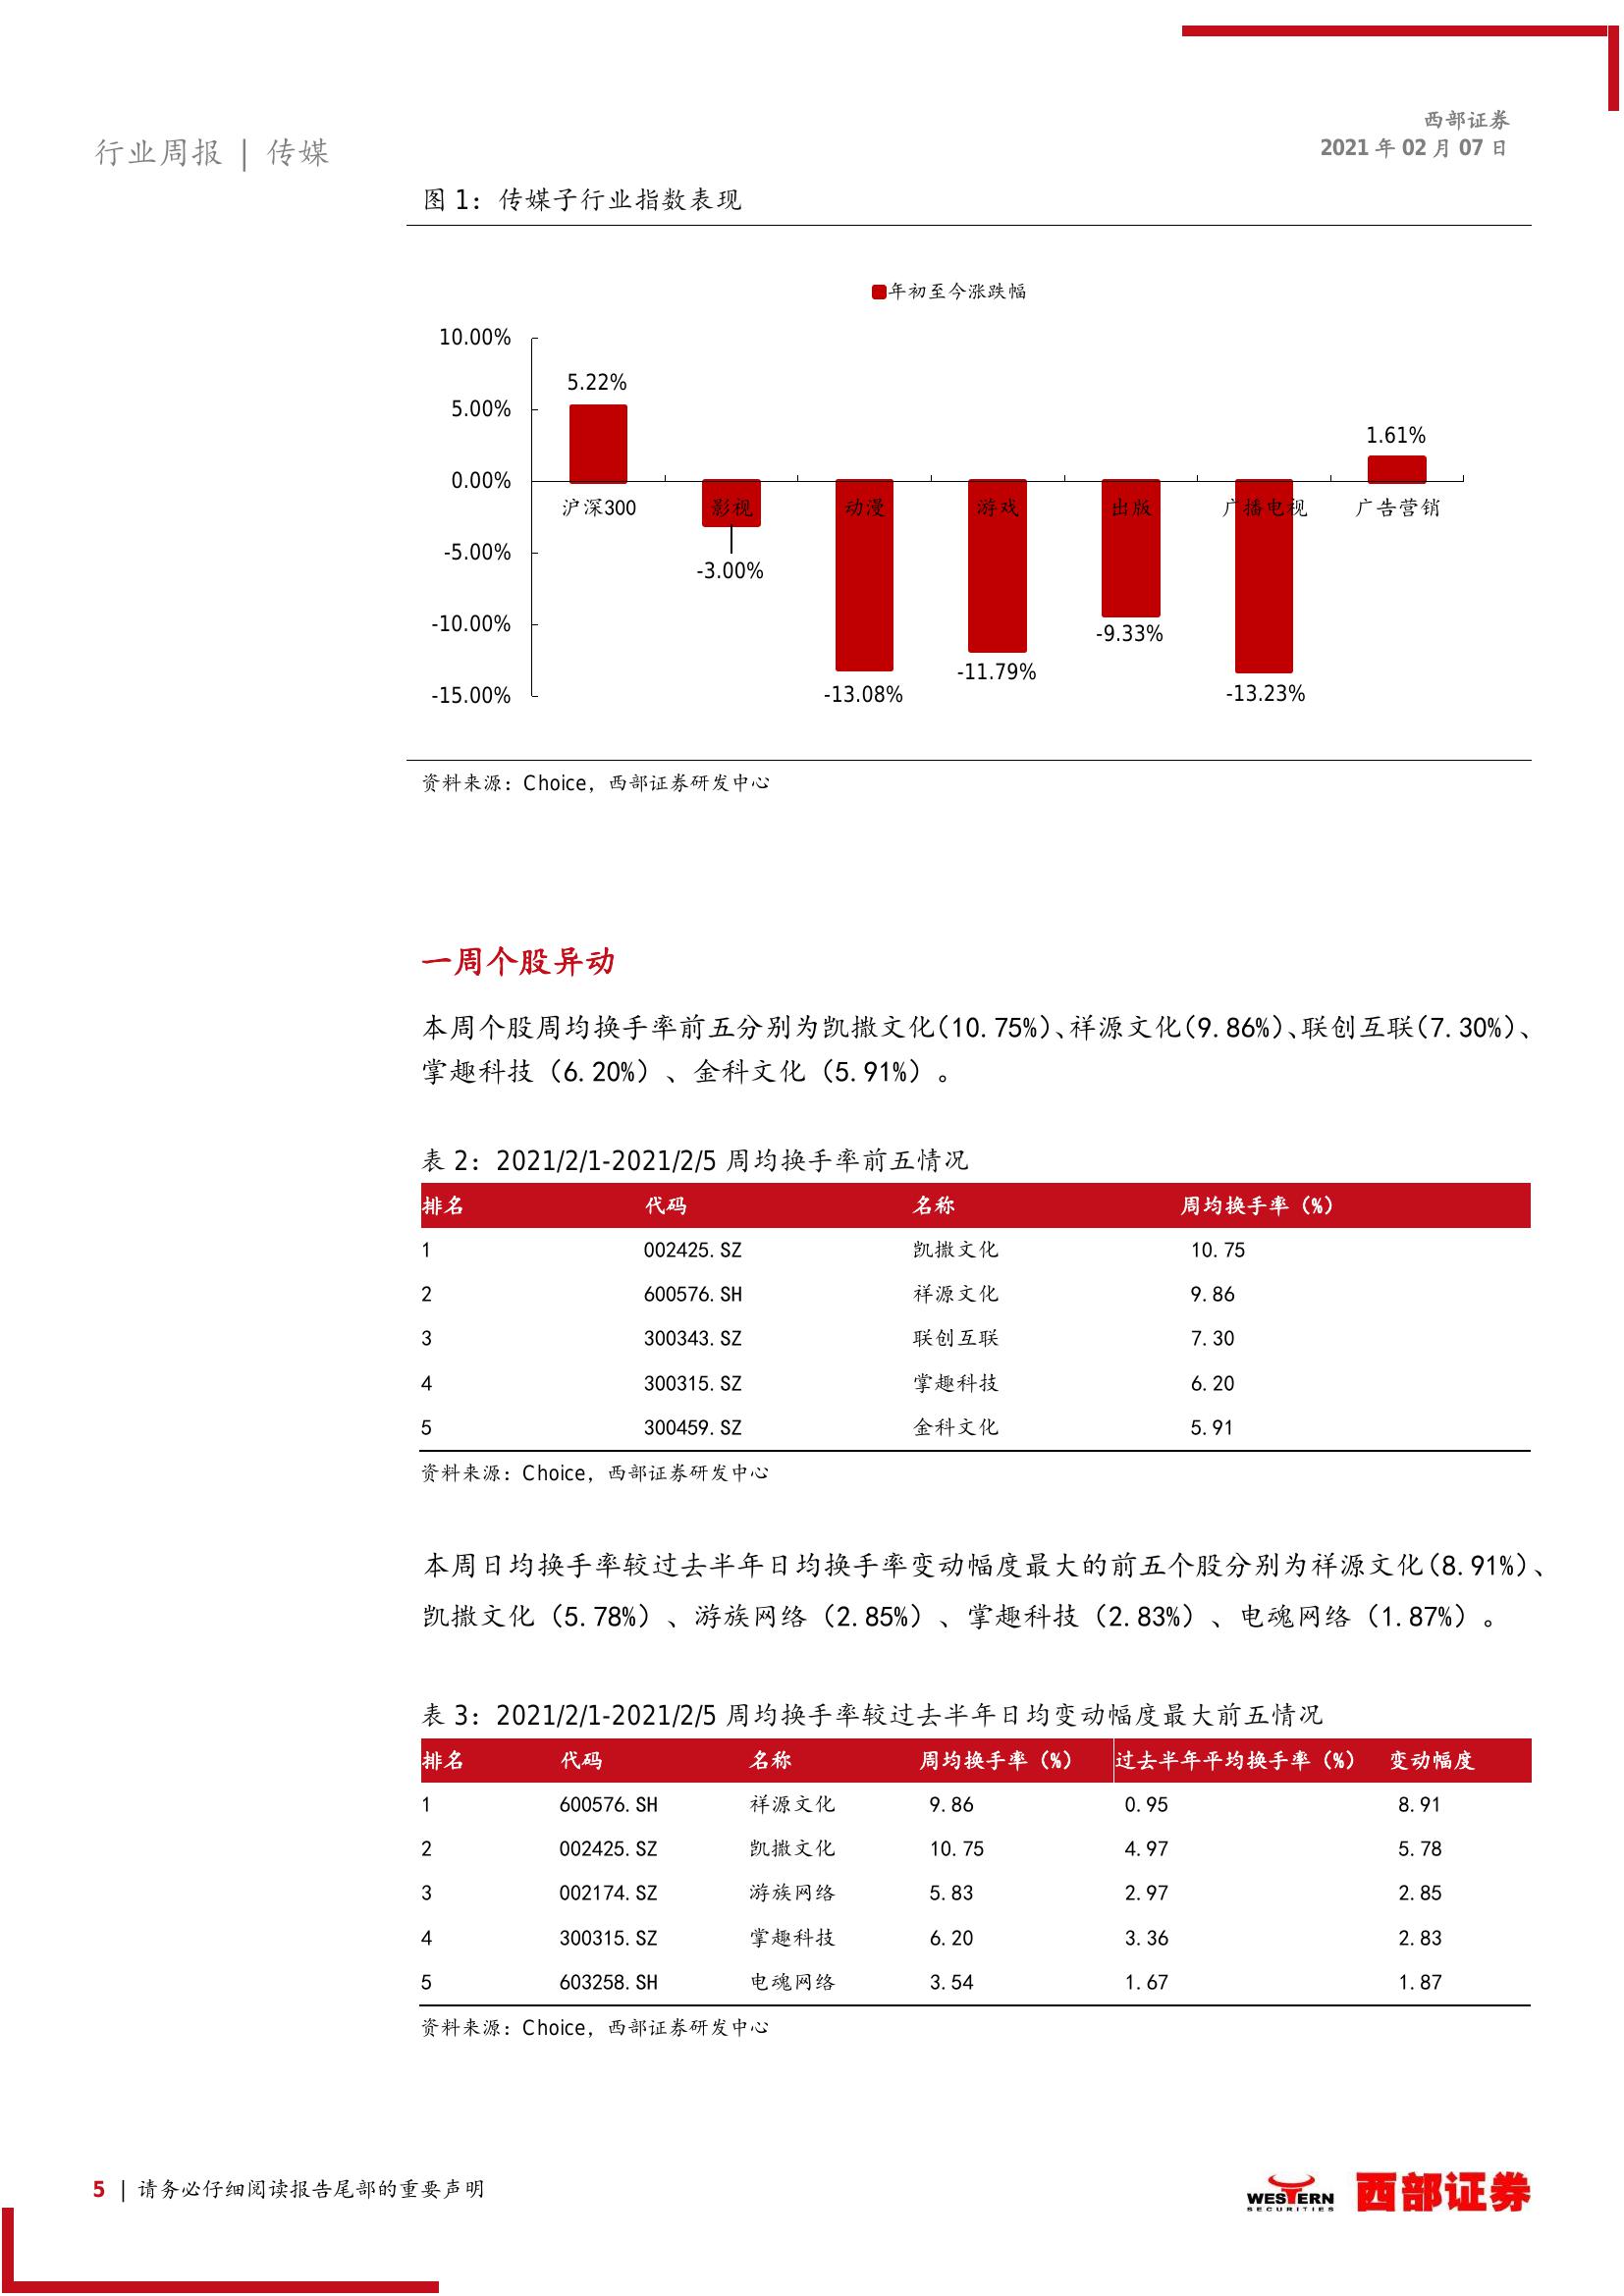 西部证券
2021 年 02 月 07 日
行业周报 | 传媒
图 1：传媒子行业指数表现
年初至今涨跌幅
10.00%
5.00%
0.00%
-5.00%
-10.00%
-15.00%
5.22%
-3.00%
-13.08%
-11.79%
-9.33%
-13.23%
1.61%
沪深300 影视 动漫 游戏 出版 广播电视 广告营销
资料来源：Choice，西部证券研发中心
一周个股异动
本周个股周均换手率前五分别为凯撒文化（10.75%）、祥源文化（9.86%）、联创互联（7.30%）、
掌趣科技（6.20%）、金科文化（5.91%）。
表 2：2021/2/1-2021/2/5 周均换手率前五情况
排名 代码 名称 周均换手率（%）
1 002425.SZ 凯撒文化 10.75
2 600576.SH 祥源文化 9.86
3 300343.SZ 联创互联 7.30
4 300315.SZ 掌趣科技 6.20
5 300459.SZ 金科文化 5.91
资料来源：Choice，西部证券研发中心
本周日均换手率较过去半年日均换手率变动幅度最大的前五个股分别为祥源文化（8.91%）、
凯撒文化（5.78%）、游族网络（2.85%）、掌趣科技（2.83%）、电魂网络（1.87%）。
表 3：2021/2/1-2021/2/5 周均换手率较过去半年日均变动幅度最大前五情况
排名 代码 名称 周均换手率（%） 过去半年平均换手率（%） 变动幅度
1 600576.SH 祥源文化 9.86 0.95 8.91
2 002425.SZ 凯撒文化 10.75 4.97 5.78
3 002174.SZ 游族网络 5.83 2.97 2.85
4 300315.SZ 掌趣科技 6.20 3.36 2.83
5 603258.SH 电魂网络 3.54 1.67 1.87
资料来源：Choice，西部证券研发中心
5 | 请务必仔细阅读报告尾部的重要声明
WESTERN
SECURITIES
西部证券